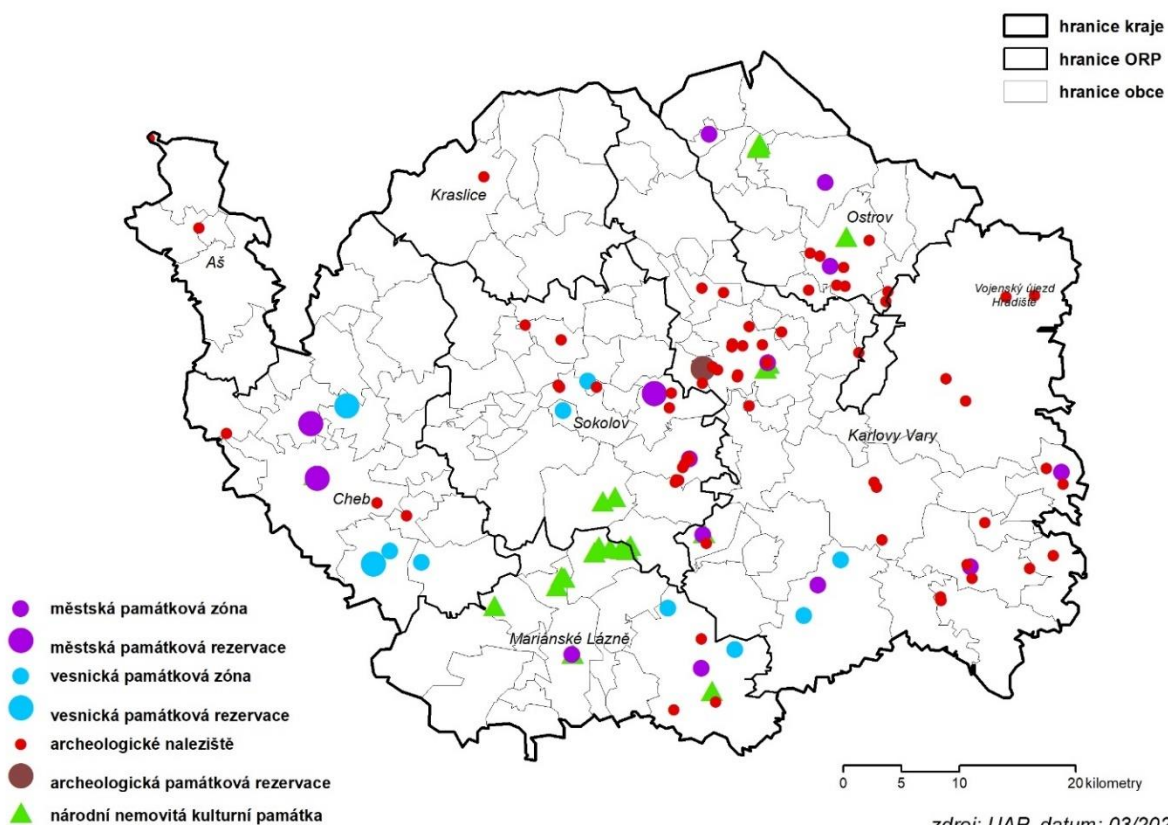 hranice kraje
hranice ORP
hranice obce
Kraslice
Ostrov
Aš
Vojenský újezd
Hradiště
Sokolov
Karlovy Vary
Cheb
Mariánské Lázně
městská památková zóna
městská památková rezervace
vesnická památková zóna
vesnická památková rezervace
archeologické naleziště
archeologická památková rezervace
národní nemovitá kulturní památka
0 5 10 20 kilometry
zdroj: UAP, datum: 03/202